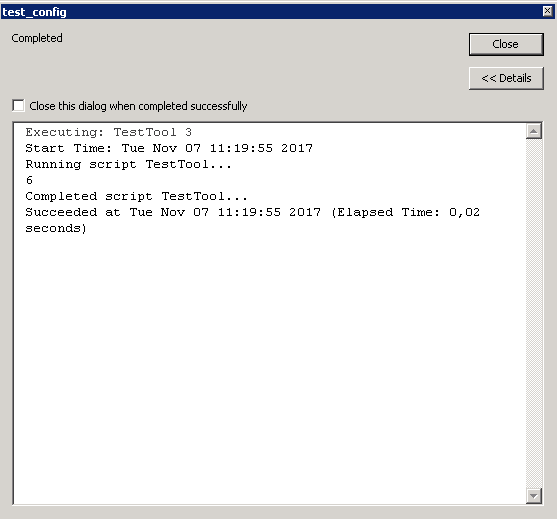 test_config
Completed
Close
<< Details
Close this dialog when completed successfully
Executing: TestTool 3
Start Time: Tue Nov 07 11:19:55 2017
Running script TestTool...
6
Completed script TestTool...
Succeeded at Tue Nov 07 11:19:55 2017 (Elapsed Time: 0,02
seconds)